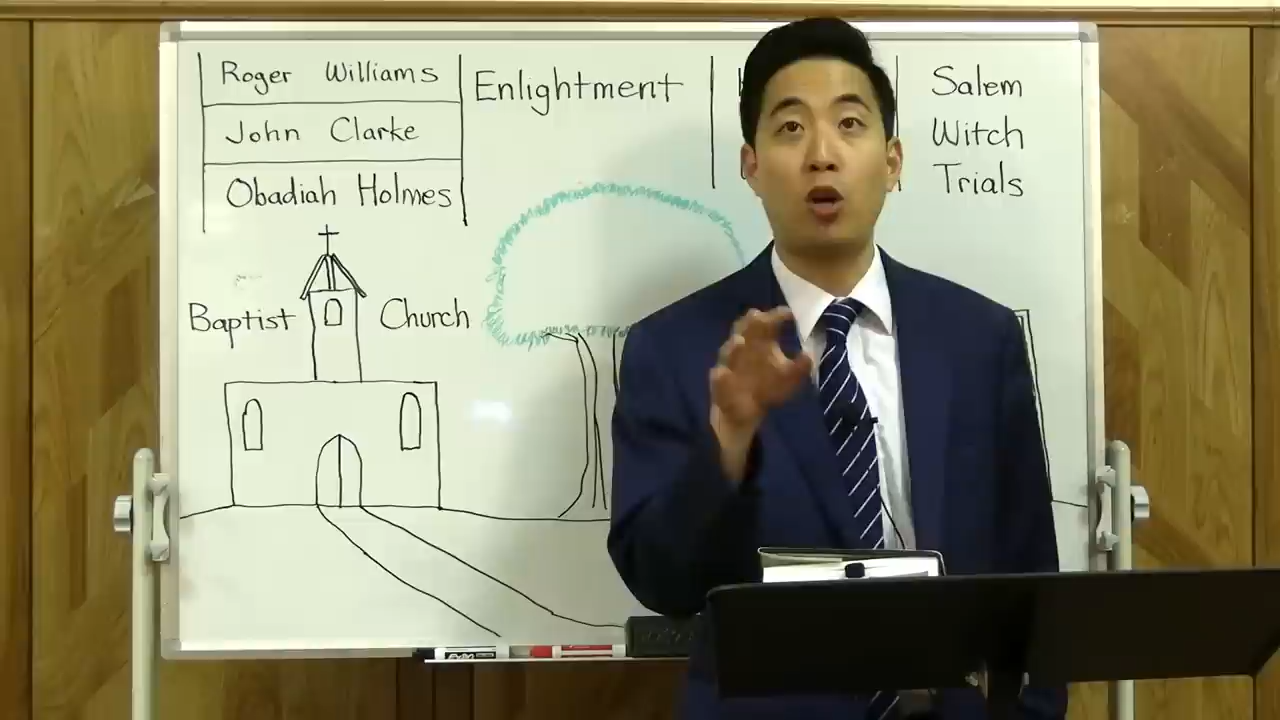 Roger Williams
John Clarke
Obadiah Holmes
Enlightment
Salem
Witch
Trials
Baptist Church